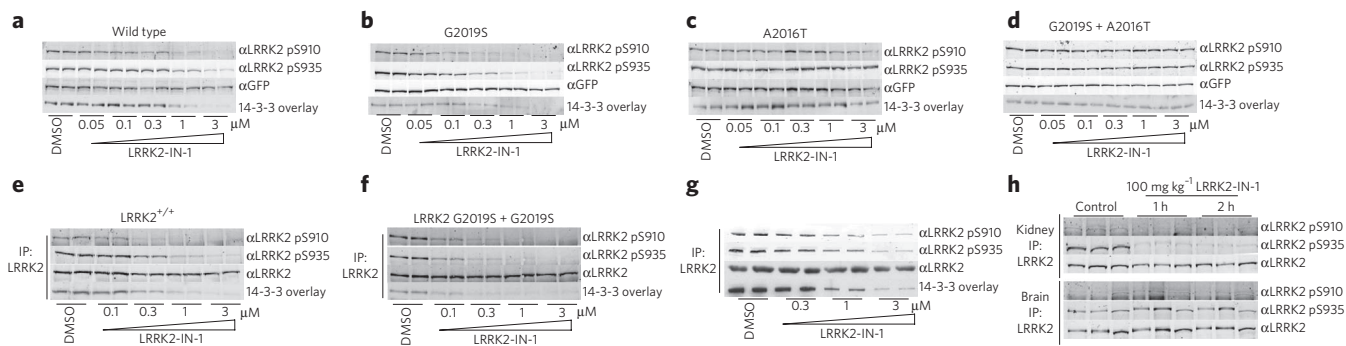 a
Wild type
αLRRK2 pS910
αLRRK2 pS935
αGFP
14-3-3 overlay
DMSO
0.05 0.1 0.3 1 3 μM
LRRK2-IN-1
b
G2019S
αLRRK2 pS910
αLRRK2 pS935
αGFP
14-3-3 overlay
DMSO
0.05 0.1 0.3 1 3 μM
LRRK2-IN-1
c
A2016T
αLRRK2 pS910
αLRRK2 pS935
αGFP
14-3-3 overlay
DMSO
0.05 0.1 0.3 1 3 μM
LRRK2-IN-1
d
G2019S + A2016T
αLRRK2 pS910
αLRRK2 pS935
αGFP
14-3-3 overlay
DMSO
0.05 0.1 0.3 1 3 μM
LRRK2-IN-1
e
LRRK2+/+
IP:
LRRK2
αLRRK2 pS910
αLRRK2 pS935
αLRRK2
14-3-3 overlay
DMSO
0.1 0.3 1 3 μM
LRRK2-IN-1
f
LRRK2 G2019S + G2019S
IP:
LRRK2
αLRRK2 pS910
αLRRK2 pS935
αLRRK2
14-3-3 overlay
DMSO
0.1 0.3 1 3 μM
LRRK2-IN-1
g
IP:
LRRK2
αLRRK2 pS910
αLRRK2 pS935
αLRRK2
14-3-3 overlay
DMSO
0.3 1 3 μM
LRRK2-IN-1
h
100 mg kg−1 LRRK2-IN-1
Control 1 h 2 h
Kidney
IP:
LRRK2
αLRRK2 pS910
αLRRK2 pS935
αLRRK2
Brain
IP:
LRRK2
αLRRK2 pS910
αLRRK2 pS935
αLRRK2